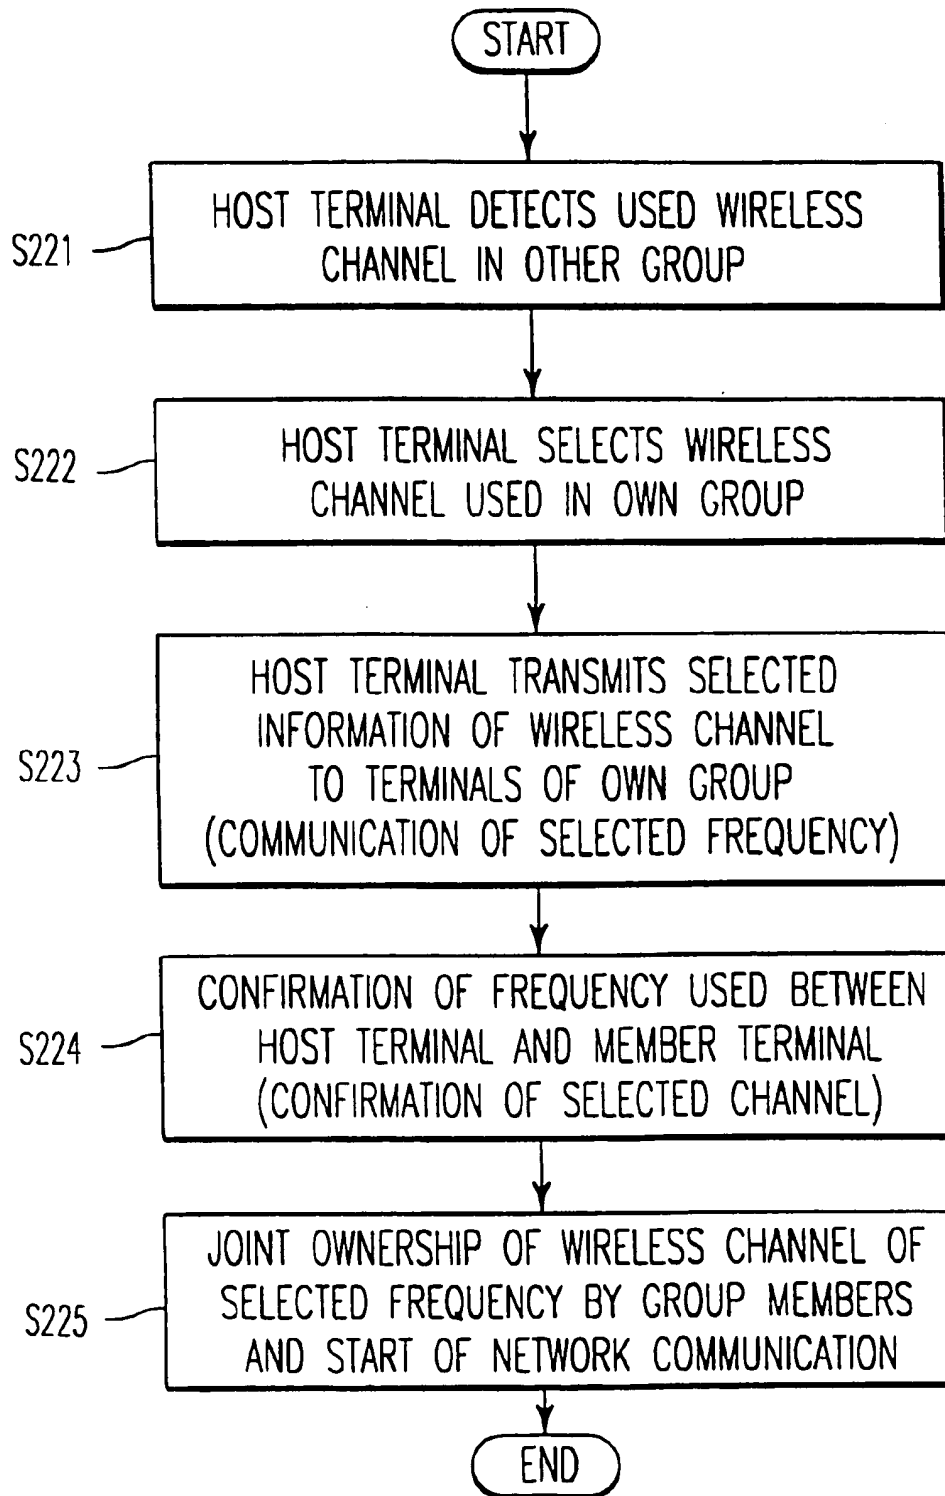 START
S221
HOST TERMINAL DETECTS USED WIRELESS
CHANNEL IN OTHER GROUP
S222
HOST TERMINAL SELECTS WIRELESS
CHANNEL USED IN OWN GROUP
S223
HOST TERMINAL TRANSMITS SELECTED
INFORMATION OF WIRELESS CHANNEL
TO TERMINALS OF OWN GROUP
(COMMUNICATION OF SELECTED FREQUENCY)
S224
CONFIRMATION OF FREQUENCY USED BETWEEN
HOST TERMINAL AND MEMBER TERMINAL
(CONFIRMATION OF SELECTED CHANNEL)
S225
JOINT OWNERSHIP OF WIRELESS CHANNEL OF
SELECTED FREQUENCY BY GROUP MEMBERS
AND START OF NETWORK COMMUNICATION
END